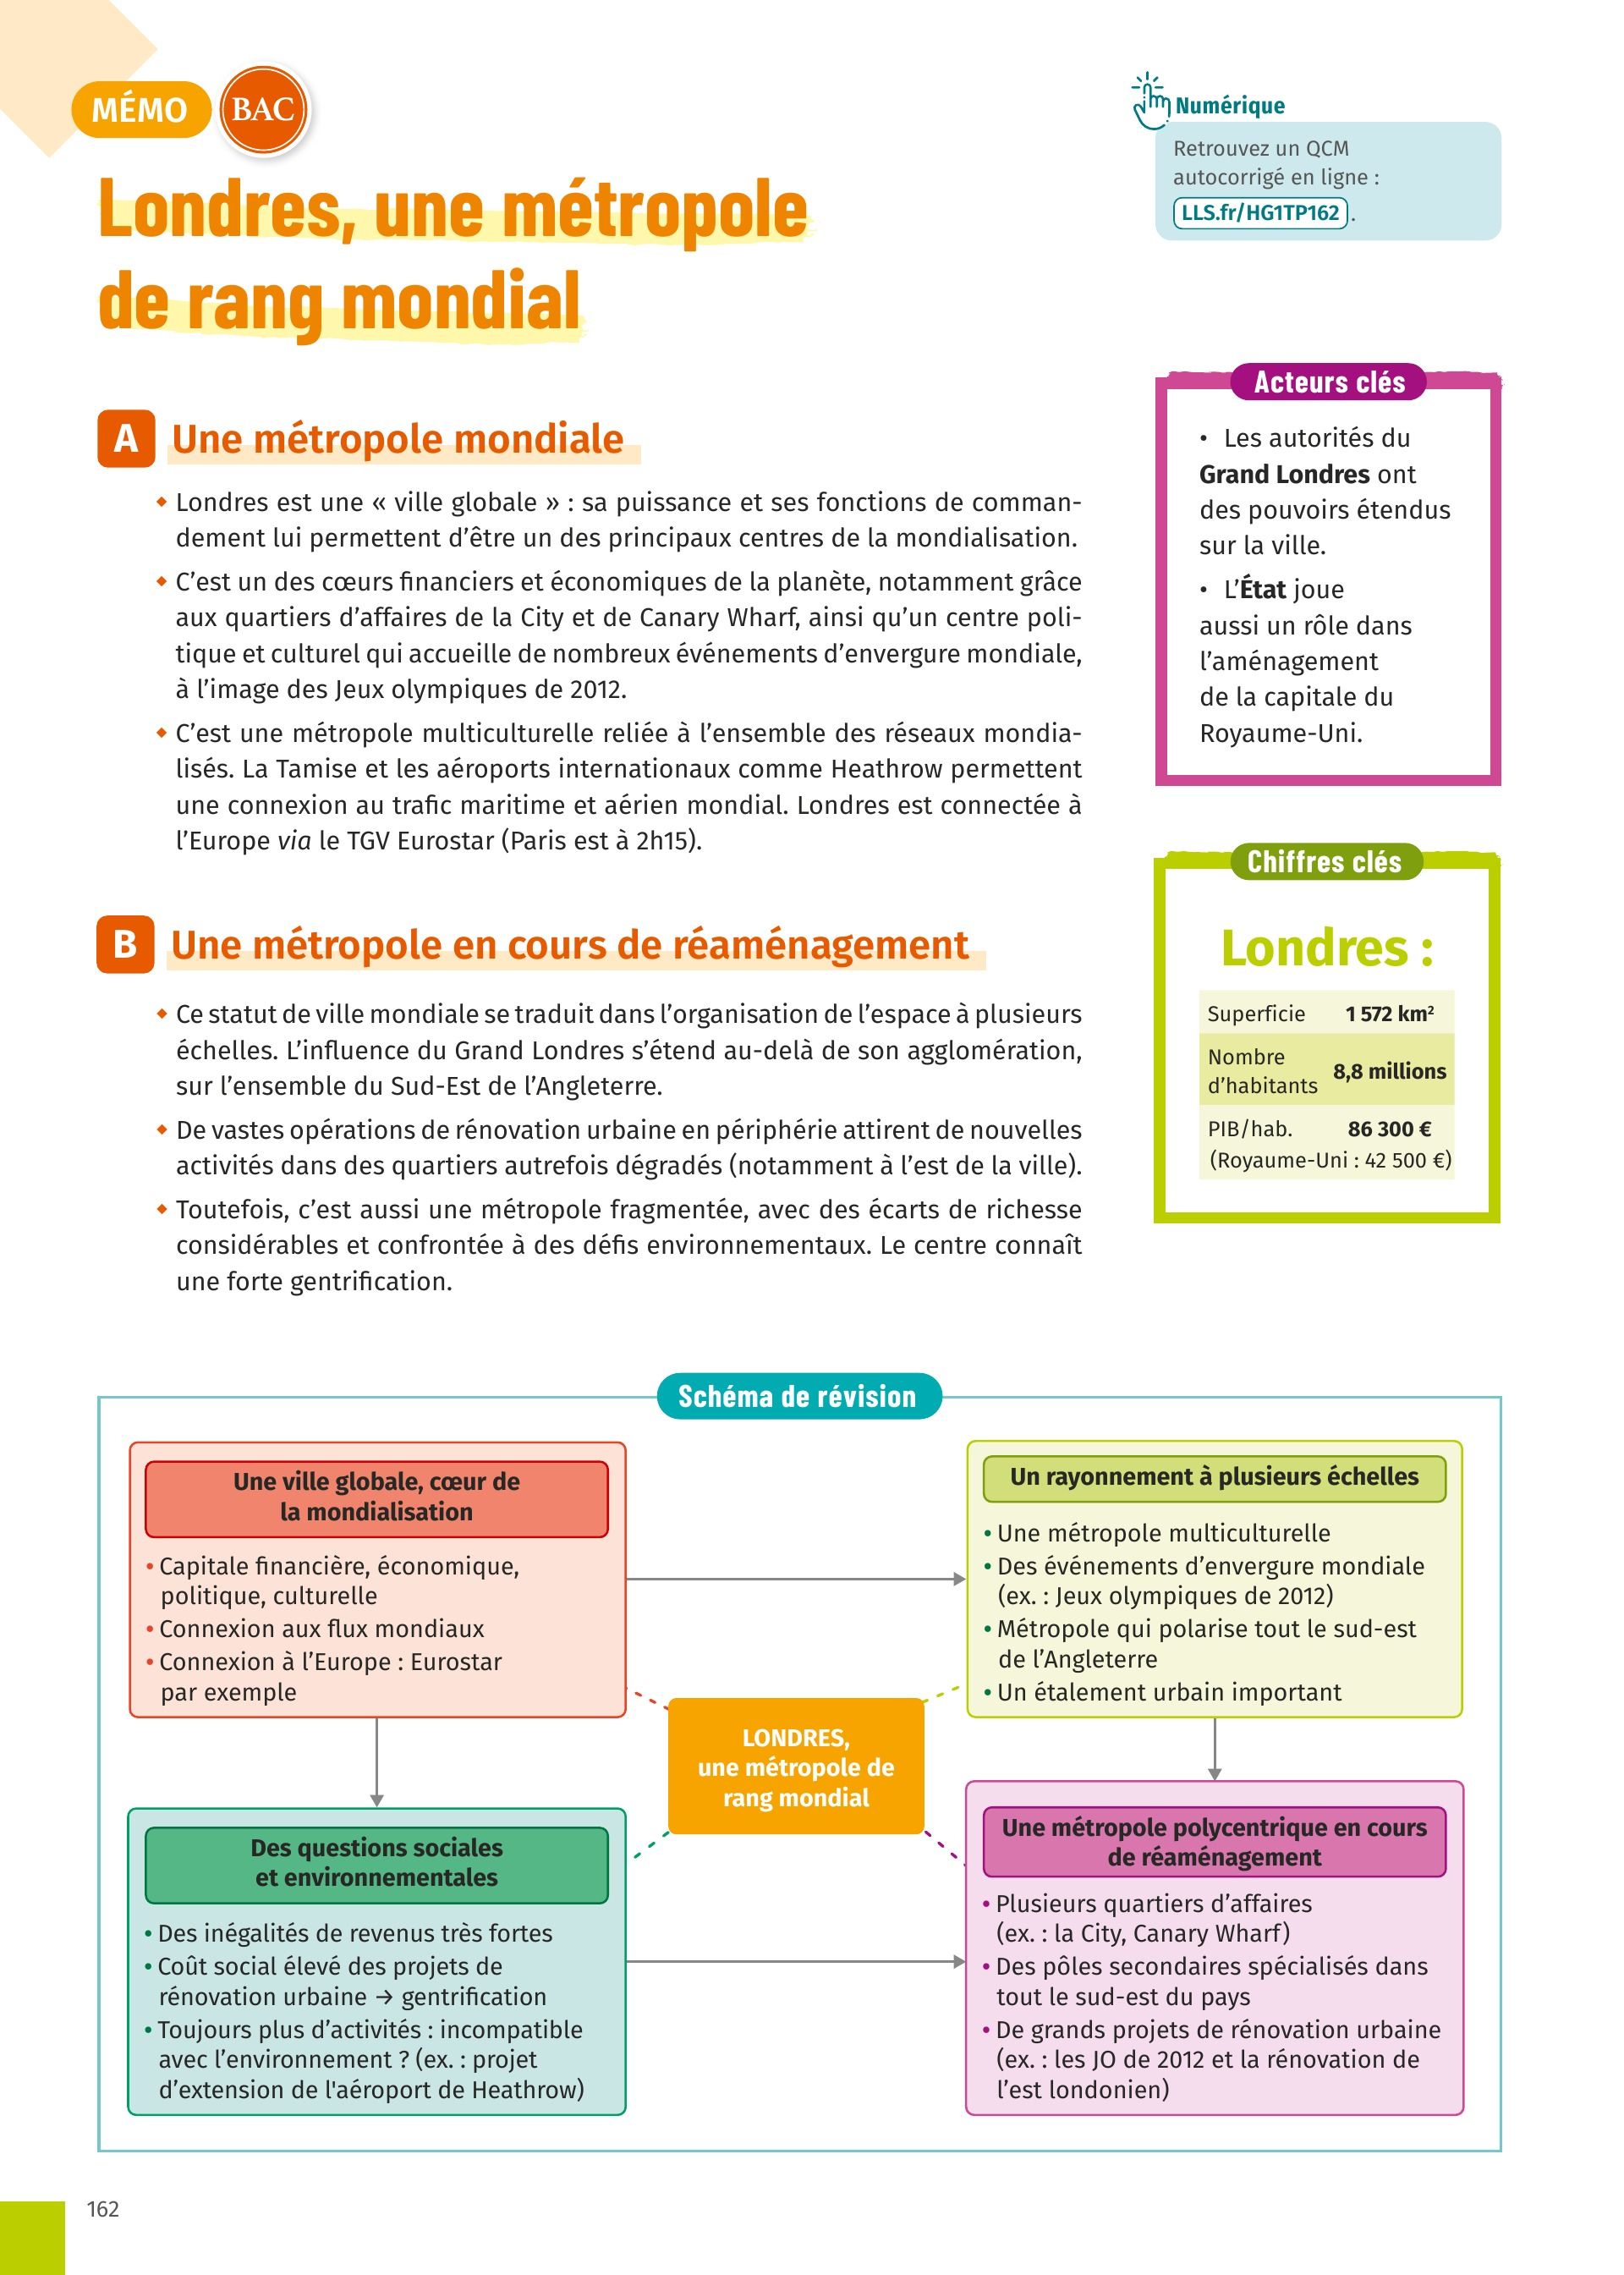 MÉMO
BAC
Londres, une métropole
de rang mondial
Numérique
Retrouvez un QCM
autocorrigé en ligne :
LLS.fr/HG1TP162 .
A Une métropole mondiale
◆ Londres est une « ville globale » : sa puissance et ses fonctions de comman-
dement lui permettent d’être un des principaux centres de la mondialisation.
◆ C’est un des cœurs financiers et économiques de la planète, notamment grâce
aux quartiers d’affaires de la City et de Canary Wharf, ainsi qu’un centre poli-
tique et culturel qui accueille de nombreux événements d’envergure mondiale,
à l’image des Jeux olympiques de 2012.
◆ C’est une métropole multiculturelle reliée à l’ensemble des réseaux mondia-
lisés. La Tamise et les aéroports internationaux comme Heathrow permettent
une connexion au trafic maritime et aérien mondial. Londres est connectée à
l’Europe via le TGV Eurostar (Paris est à 2h15).
B Une métropole en cours de réaménagement
◆ Ce statut de ville mondiale se traduit dans l’organisation de l’espace à plusieurs
échelles. L’influence du Grand Londres s’étend au-delà de son agglomération,
sur l’ensemble du Sud-Est de l’Angleterre.
◆ De vastes opérations de rénovation urbaine en périphérie attirent de nouvelles
activités dans des quartiers autrefois dégradés (notamment à l’est de la ville).
◆ Toutefois, c’est aussi une métropole fragmentée, avec des écarts de richesse
considérables et confrontée à des défis environnementaux. Le centre connaît
une forte gentrification.
Acteurs clés
• Les autorités du
Grand Londres ont
des pouvoirs étendus
sur la ville.
• L’État joue
aussi un rôle dans
l’aménagement
de la capitale du
Royaume-Uni.
Chiffres clés
Londres :
Superficie 1 572 km²
Nombre
d’habitants 8,8 millions
PIB/hab. 86 300 €
(Royaume-Uni : 42 500 €)
Schéma de révision
Une ville globale, cœur de
la mondialisation
• Capitale financière, économique,
politique, culturelle
• Connexion aux flux mondiaux
• Connexion à l’Europe : Eurostar
par exemple
Un rayonnement à plusieurs échelles
• Une métropole multiculturelle
• Des événements d’envergure mondiale
(ex. : Jeux olympiques de 2012)
• Métropole qui polarise tout le sud-est
de l’Angleterre
• Un étalement urbain important
LONDRES,
une métropole de
rang mondial
Des questions sociales
et environnementales
• Des inégalités de revenus très fortes
• Coût social élevé des projets de
rénovation urbaine → gentrification
• Toujours plus d’activités : incompatible
avec l’environnement ? (ex. : projet
d’extension de l'aéroport de Heathrow)
Une métropole polycentrique en cours
de réaménagement
• Plusieurs quartiers d’affaires
(ex. : la City, Canary Wharf)
• Des pôles secondaires spécialisés dans
tout le sud-est du pays
• De grands projets de rénovation urbaine
(ex. : les JO de 2012 et la rénovation de
l’est londonien)
162